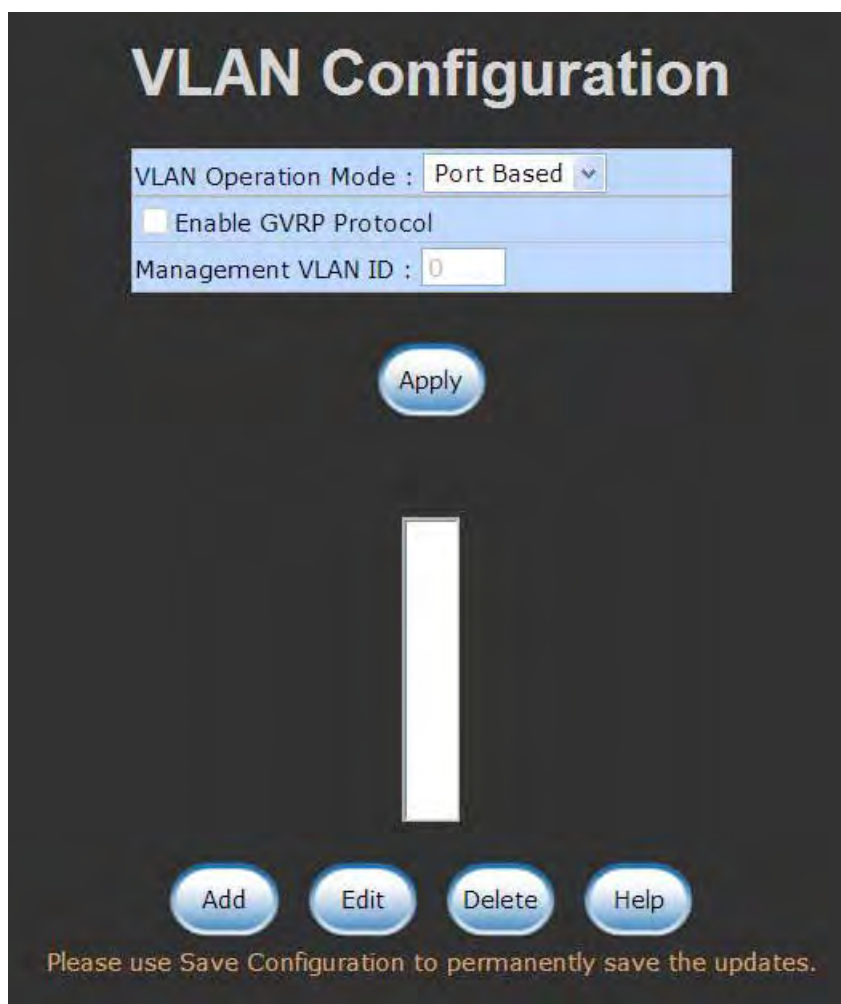 VLAN Configuration
VLAN Operation Mode : Port Based
Enable GVRP Protocol
Management VLAN ID : 0
Apply
Add Edit Delete Help
Please use Save Configuration to permanently save the updates.